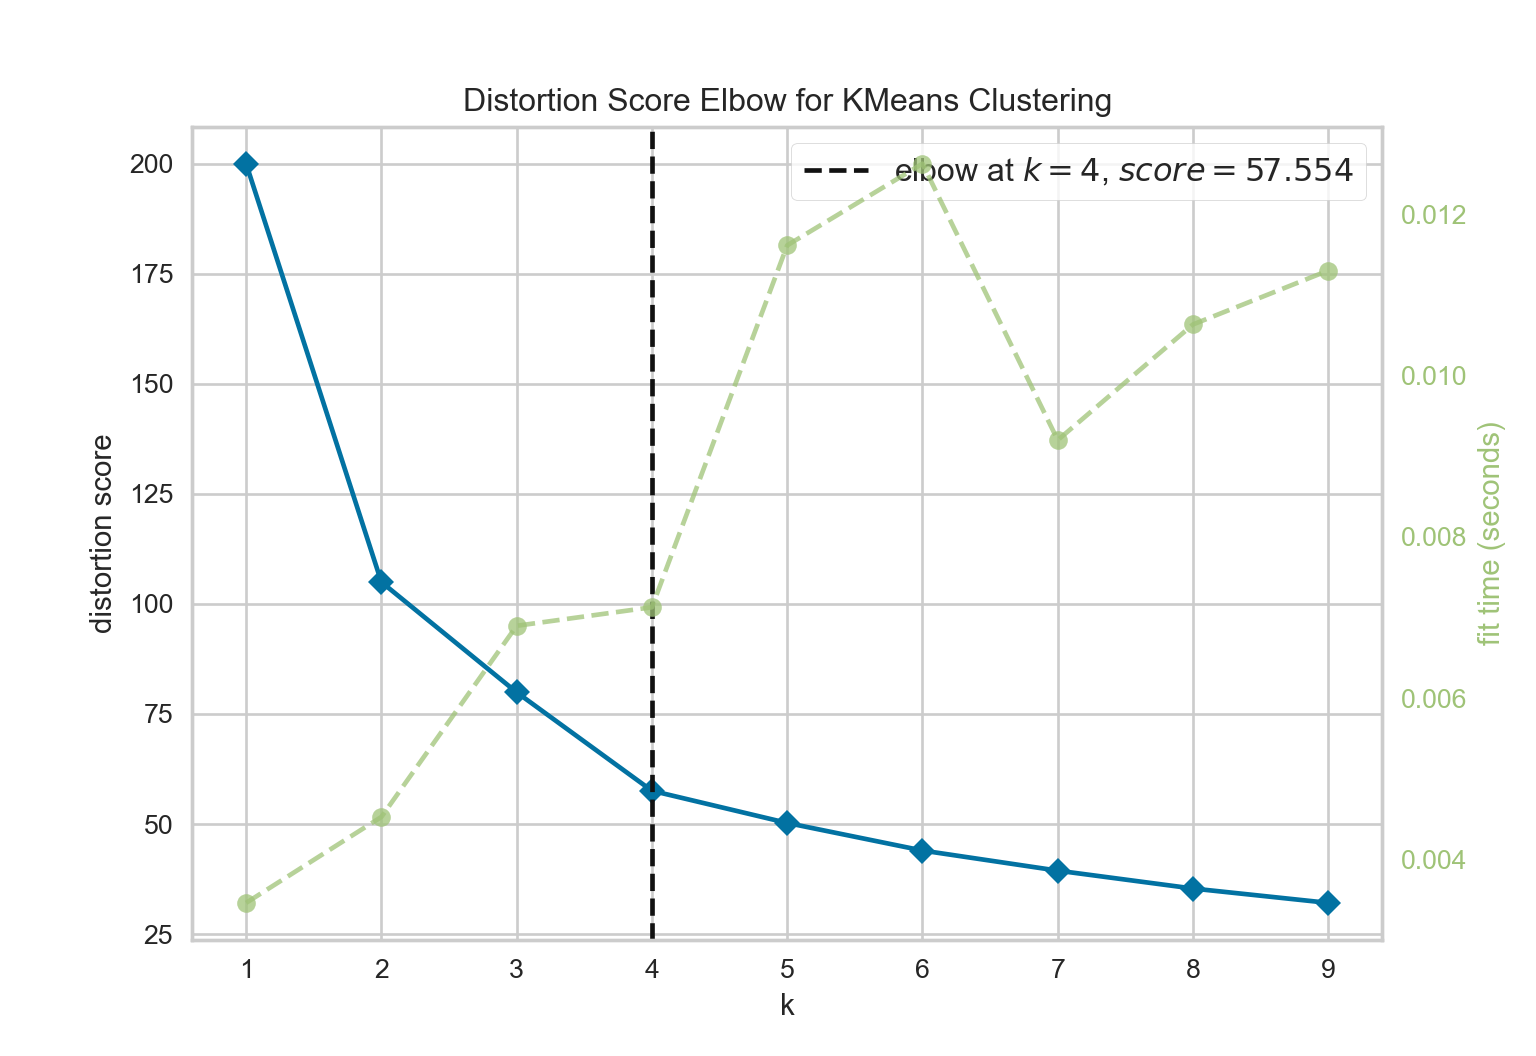 Distortion Score Elbow for KMeans Clustering
elbow at k = 4, score = 57.554
distortion score
200
175
150
125
100
75
50
25
1 2 3 4 5 6 7 8 9
k
0.012
0.010
0.008
0.006
0.004
fit time (seconds)